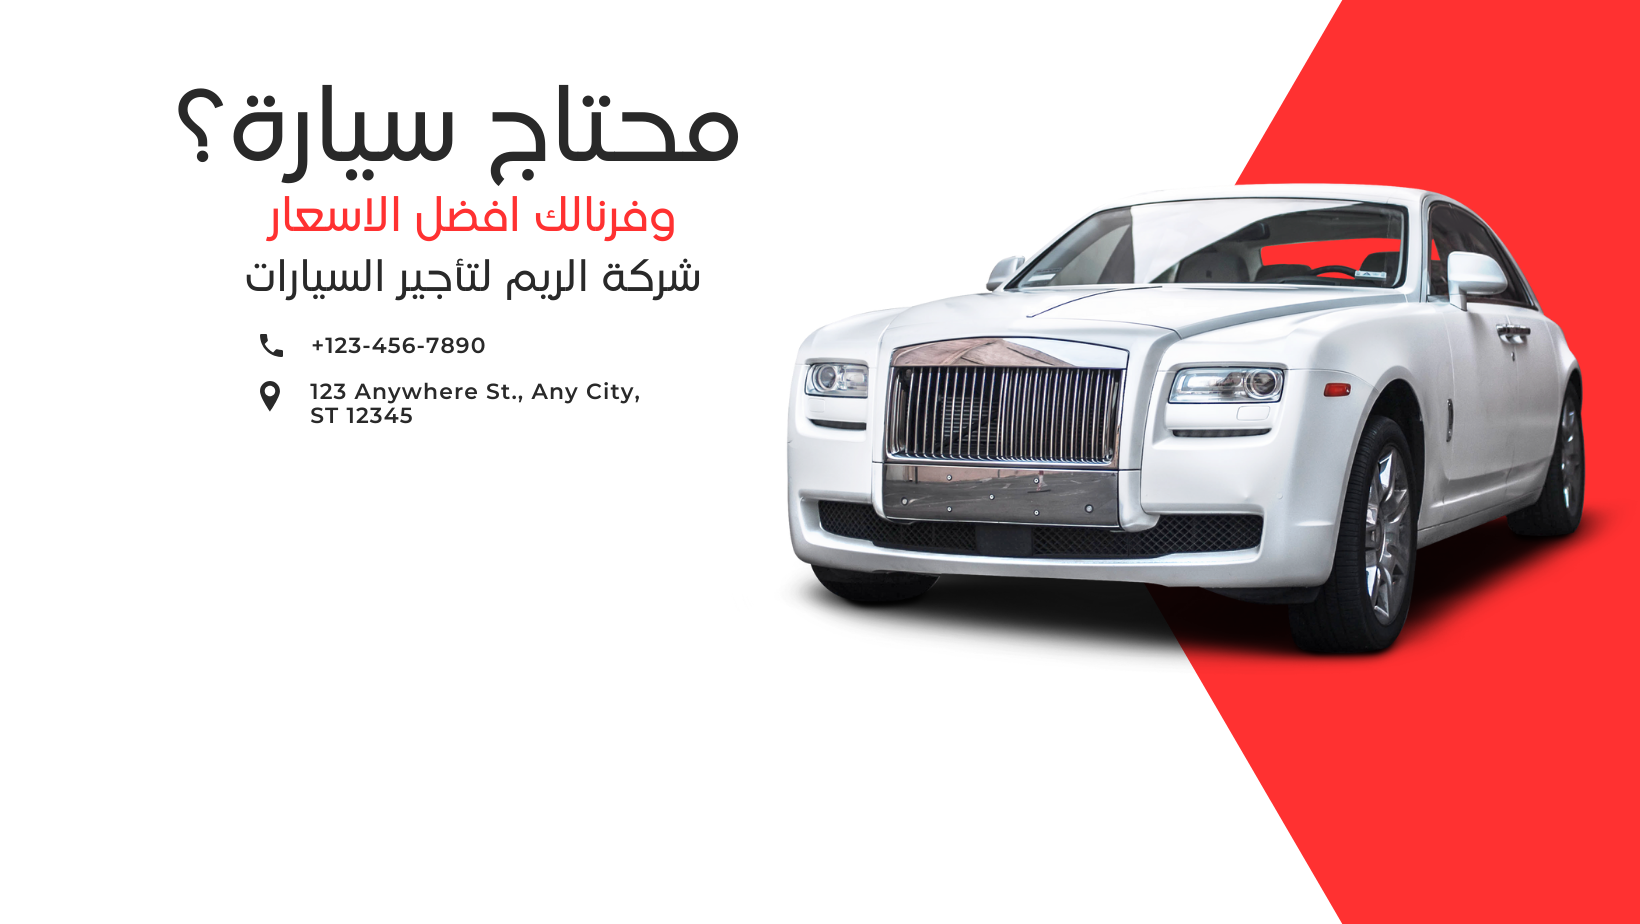 محتاج سيارة؟
وفرنالك افضل الاسعار
شركة الريم لتأجير السيارات
+123-456-7890
123 Anywhere St., Any City,
ST 12345